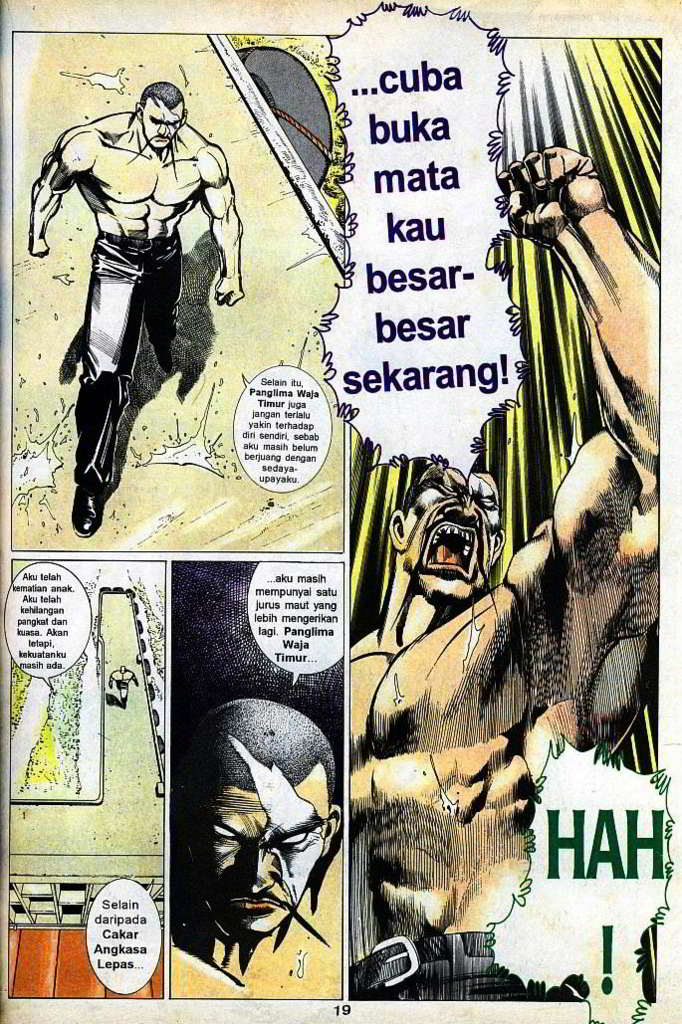 Selain itu,
Panglima Waja
Timur juga
jangan terlalu
yakin terhadap
diri sendiri, sebab
aku masih belum
berjuang dengan
sedaya-
upayaku.
Aku telah
kematian anak.
Aku telah
kehilangan
pangkat dan
kuasa. Akan
tetapi,
kekuatanku
masih ada.
Selain
daripada
Cakar
Angkasa
Lepas...
...aku masih
mempunyai satu
jurus maut yang
lebih mengerikan
lagi. Panglima
Waja
Timur...
...cuba
buka
mata
kau
besar-
besar
sekarang!
HAH
!
19